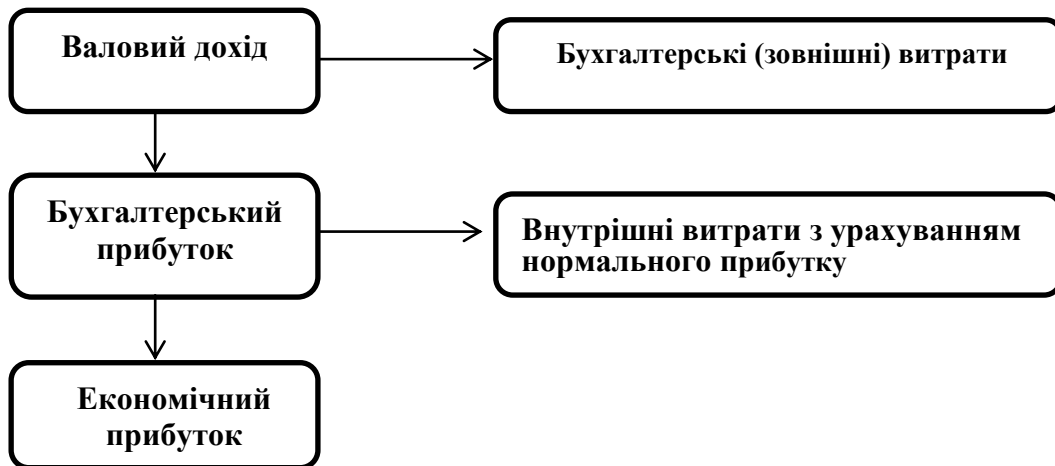 Валовий дохід
Бухгалтерські (зовнішні) витрати
Бухгалтерський
прибуток
Внутрішні витрати з урахуванням
нормального прибутку
Економічний
прибуток